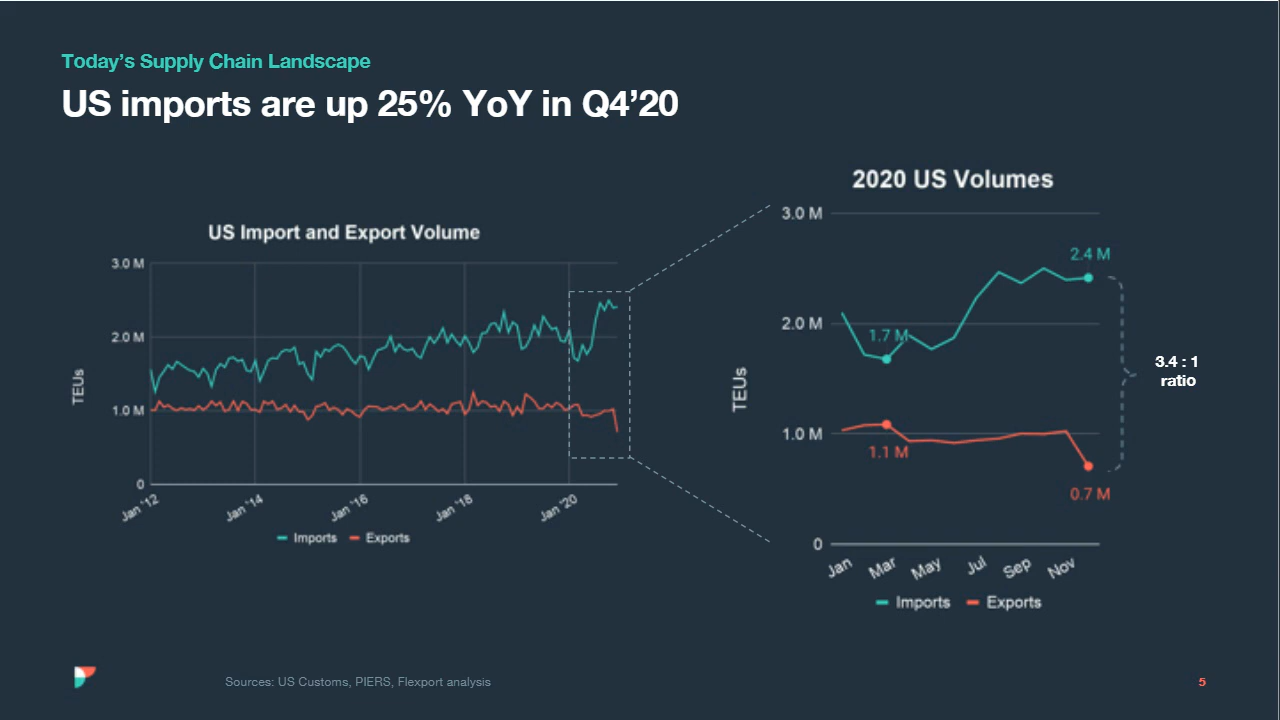 Today’s Supply Chain Landscape
US imports are up 25% YoY in Q4’20
US Import and Export Volume
3.0 M
2.0 M
1.0 M
0
TEUs
Jan '12
Jan '14
Jan '16
Jan '18
Jan '20
Imports Exports
2020 US Volumes
3.0 M
2.0 M
1.0 M
0
TEUs
2.4 M
1.7 M
1.1 M
0.7 M
3.4 : 1
ratio
Jan
Mar
May
Jul
Sep
Nov
Imports Exports
Sources: US Customs, PIERS, Flexport analysis
5